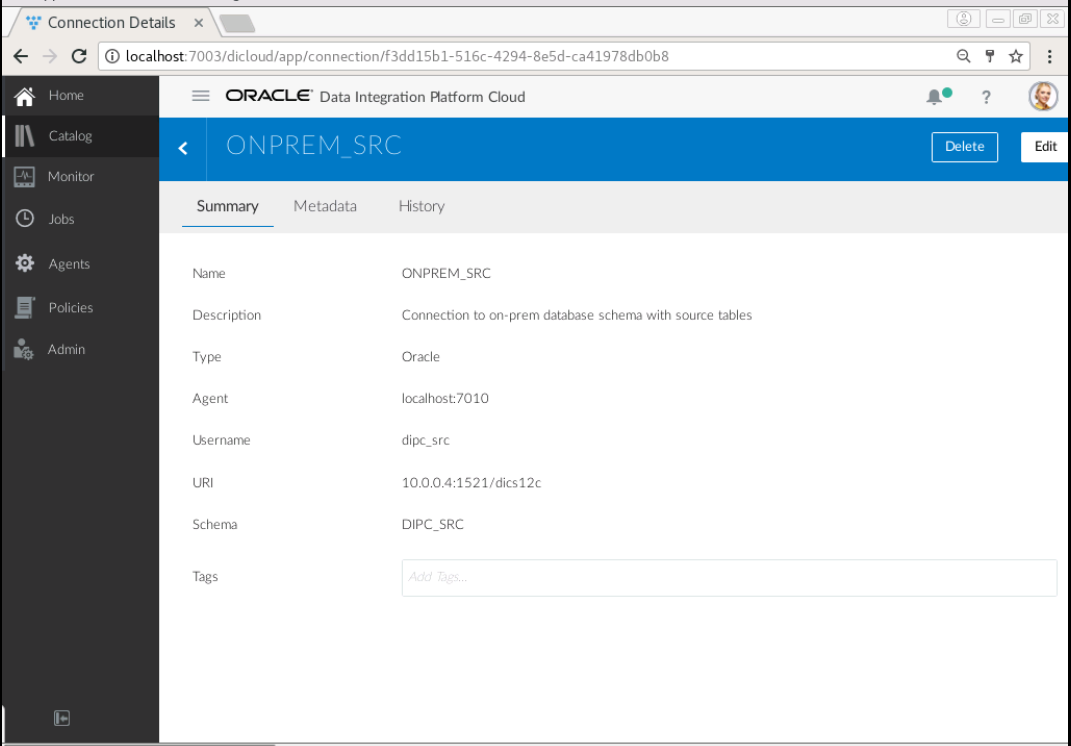 Connection Details
localhost:7003/dicloud/app/connection/f3dd15b1-516c-4294-8e5d-ca41978db0b8
Home
ORACLE Data Integration Platform Cloud
?
Catalog
ONPREM_SRC
Delete
Edit
Monitor
Jobs
Agents
Policies
Admin
Summary Metadata History
Name ONPREM_SRC
Description Connection to on-prem database schema with source tables
Type Oracle
Agent localhost:7010
Username dipc_src
URI 10.0.0.4:1521/dics12c
Schema DIPC_SRC
Tags Add Tags...